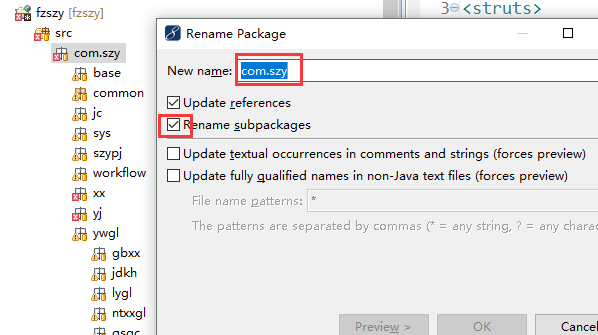 fzszy [fzszy]
src
com.szy
base
common
jc
sys
szypj
workflow
xx
yj
ywgl
gbxx
jdkh
lygl
ntxxgl
3 <struts>
Rename Package
New name: com.szy
Update references
Rename subpackages
Update textual occurrences in comments and strings (forces preview)
Update fully qualified names in non-Java text files (forces preview)
File name patterns: *
The patterns are separated by commas (* = any string, ? = any
Preview >
OK
Cancel